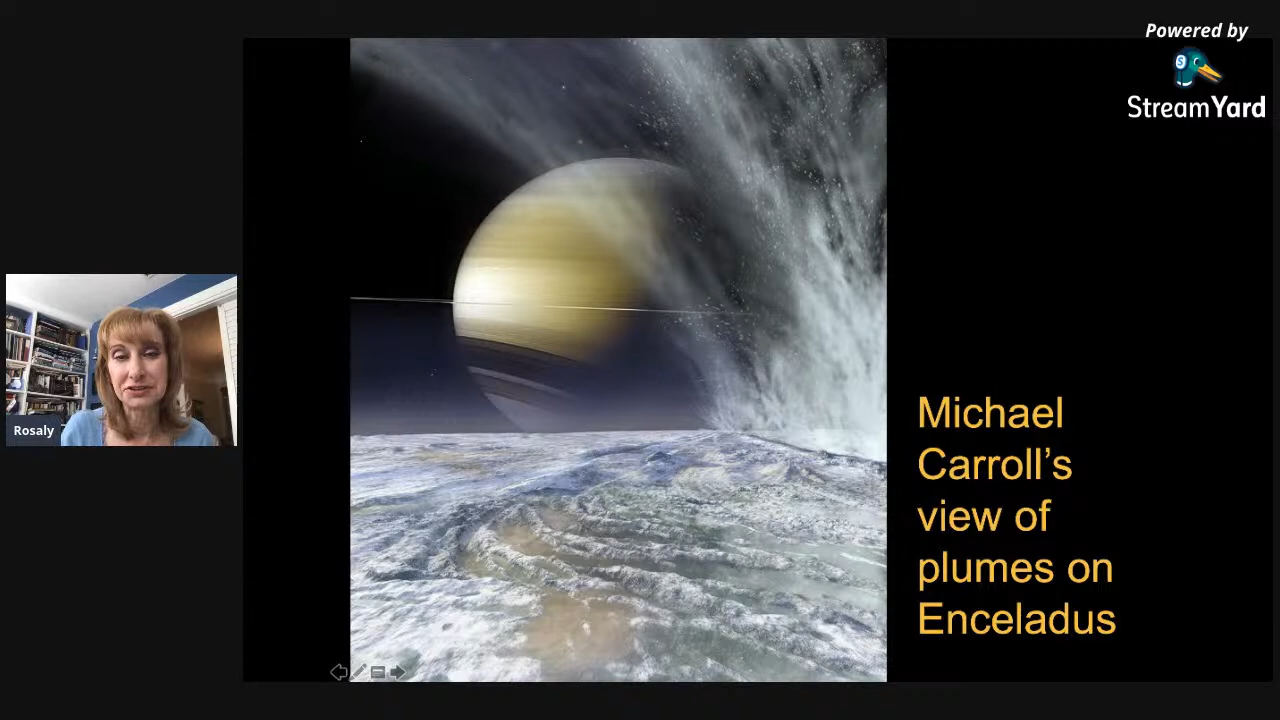 Powered by
StreamYard
Rosaly
Michael
Carroll’s
view of
plumes on
Enceladus